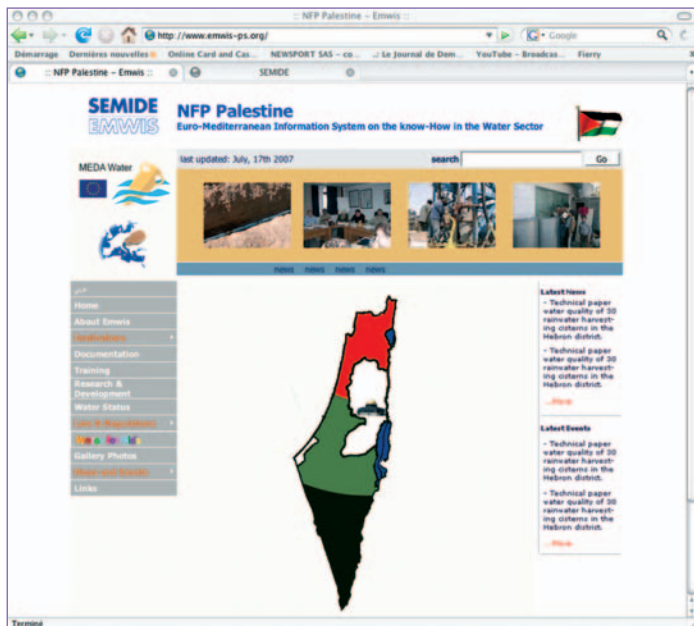 :: NFP Palestine - Emwis ::
http://www.emwis-ps.org/
Google
Démarrage Dernières nouvelles Online Card and Cas... NEWSPORT SAS - co... ...: Le Journal de Dem... YouTube - Broadcas... Fierry
:: NFP Palestine - Emwis ::
SEMIDE
SEMIDE
EMWIS
NFP Palestine
Euro-Mediterranean Information System on the know-How in the Water Sector
MEDA Water
last updated: July, 17th 2007
search
Go
news news news news
Home
About Emwis
Documentation
Training
Research &
Development
Water Status
Gallery Photos
Links
Latest News
- Technical paper
water quality of 30
rainwater harvest-
ing cisterns in the
Hebron district.
- Technical paper
water quality of 30
rainwater harvest-
ing cisterns in the
Hebron district.
...More
Latest Events
- Technical paper
water quality of 30
rainwater harvest-
ing cisterns in the
Hebron district.
- Technical paper
water quality of 30
rainwater harvest-
ing cisterns in the
Hebron district.
...More
Terminé